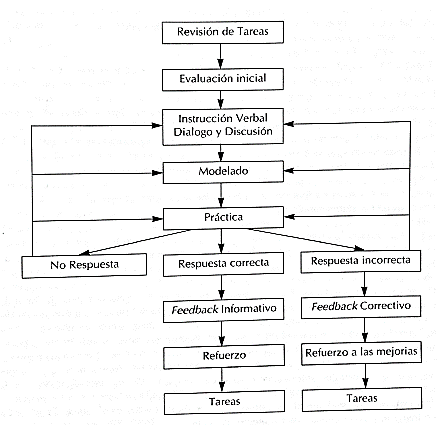 Revisión de Tareas
Evaluación inicial
Instrucción Verbal
Dialogo y Discusión
Modelado
Práctica
No Respuesta
Respuesta correcta
Respuesta incorrecta
Feedback Informativo
Feedback Correctivo
Refuerzo
Refuerzo a las mejorias
Tareas
Tareas